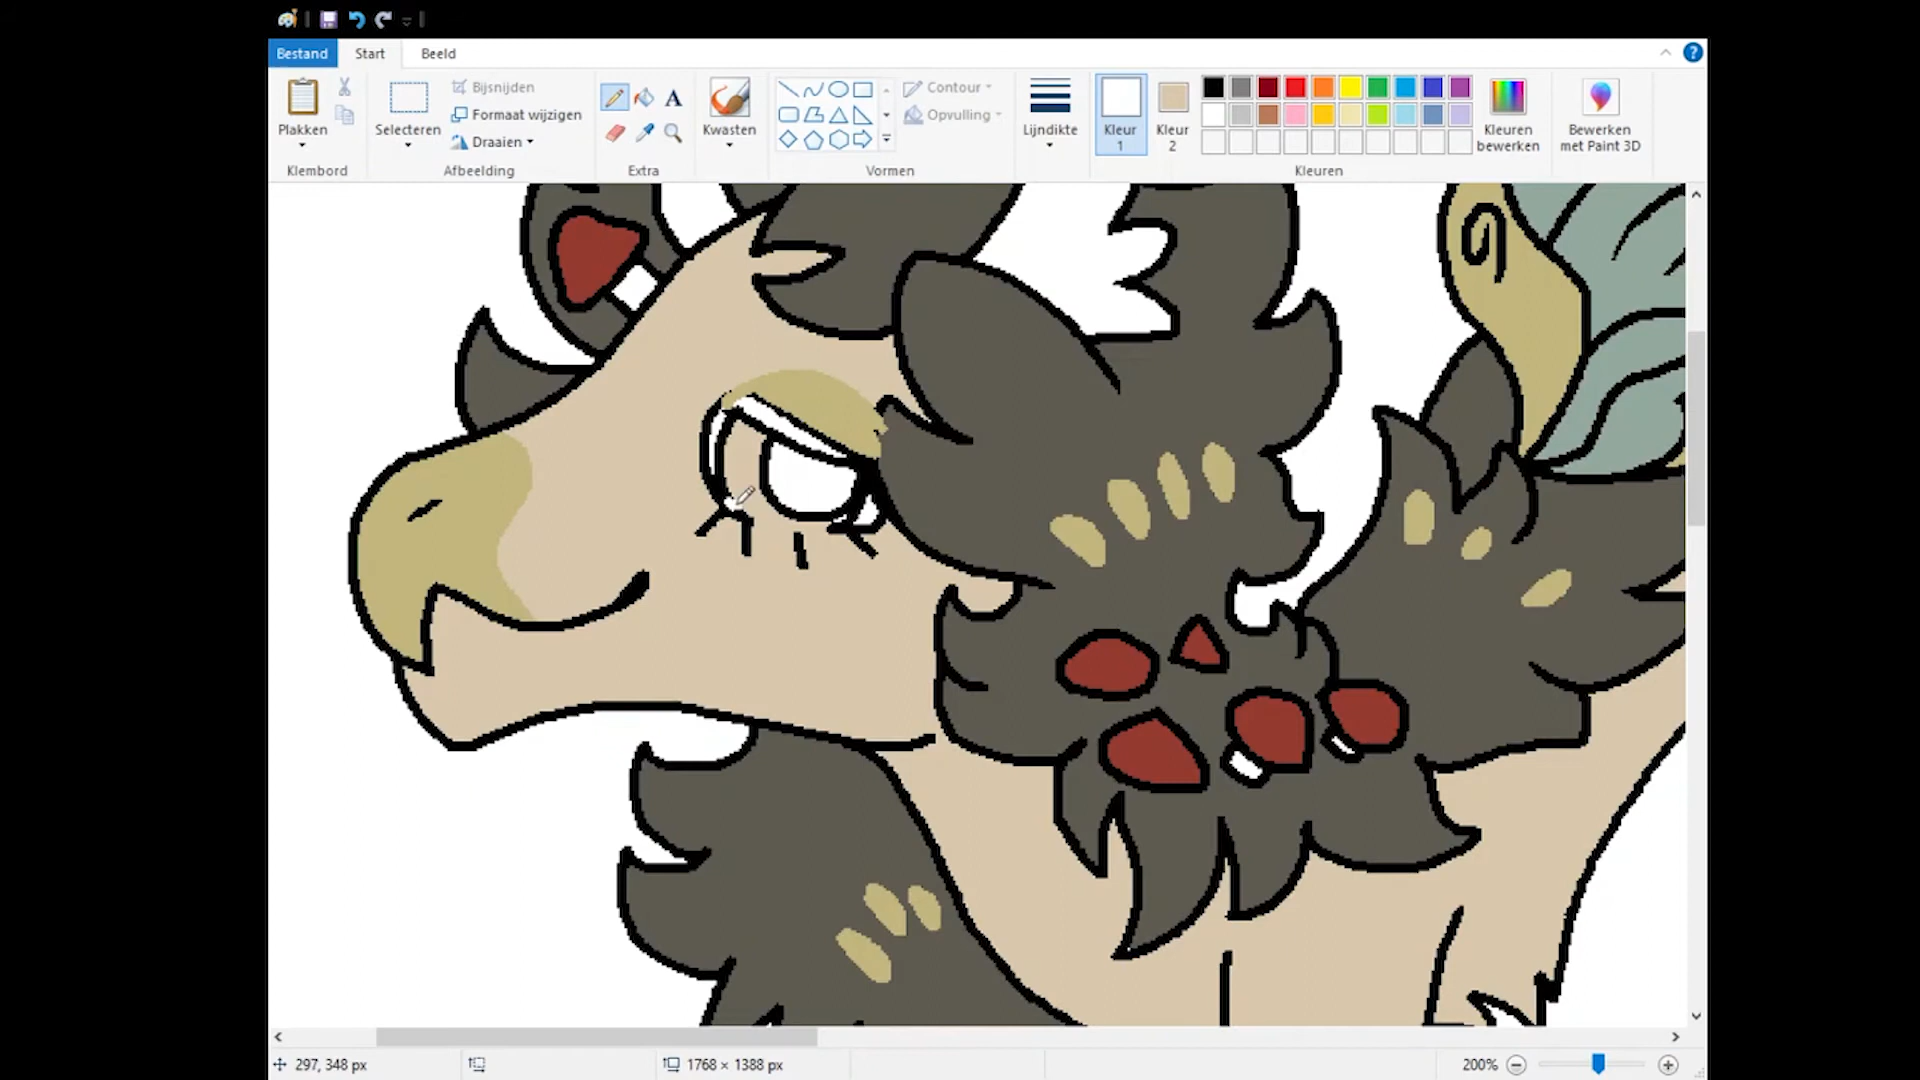 Bestand Start Beeld
Plakken
Klembord
Selecteren
Bijsnijden
Formaat wijzigen
Draaien
Afbeelding
A
Extra
Kwasten
Vormen
Contour
Opvulling
Lijndikte
Kleur
1
Kleur
2
Kleuren
bewerken
Kleuren
Bewerken
met Paint 3D
?
297, 348 px
1768 × 1388 px
200%